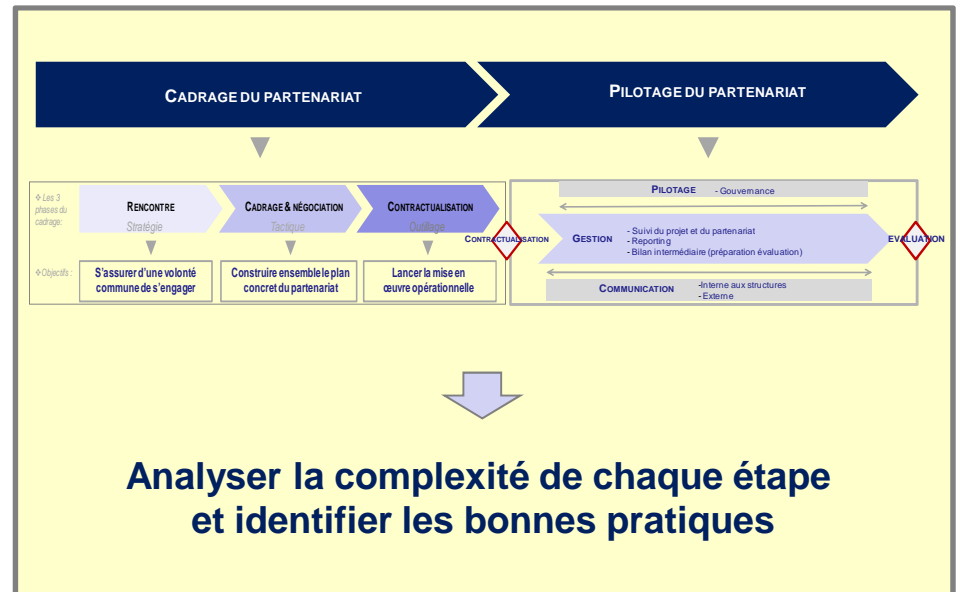 CADRAGE DU PARTENARIAT
PILOTAGE DU PARTENARIAT
❖ Les 3
phases du
cadrage:
RENCONTRE
Stratégie
CADRAGE & NÉGOCIATION
Tactique
CONTRACTUALISATION
Outillage
❖ Objectifs :
S'assurer d'une volonté
commune de s'engager
Construire ensemble le plan
concret du partenariat
Lancer la mise en
œuvre opérationnelle
PILOTAGE - Gouvernance
CONTRACTUALISATION
GESTION
- Suivi du projet et du partenariat
- Reporting
- Bilan intermédiaire (préparation évaluation)
EVALUATION
COMMUNICATION
-Interne aux structures
- Externe
Analyser la complexité de chaque étape
et identifier les bonnes pratiques